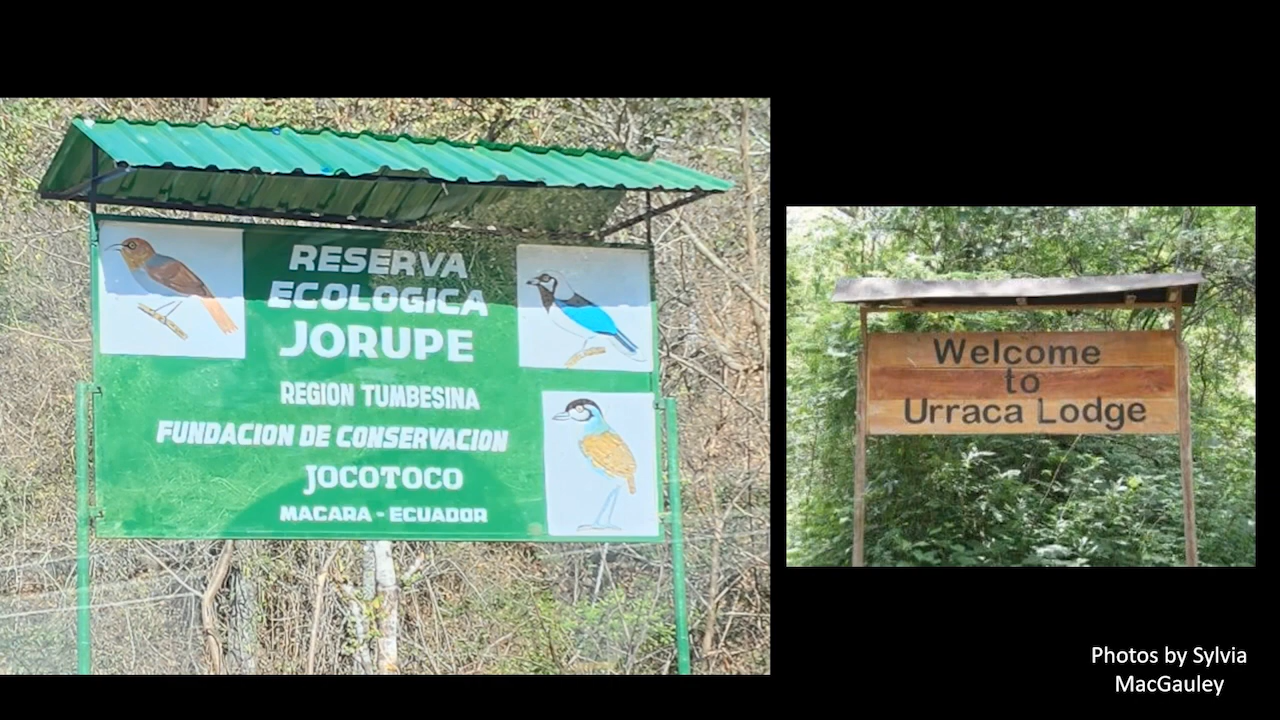 RESERVA
ECOLOGICA
JORUPE
REGION TUMBESINA
FUNDACION DE CONSERVACION
JOCOTOCO
MACARA - ECUADOR
Welcome
to
Urraca Lodge
Photos by Sylvia
MacGauley